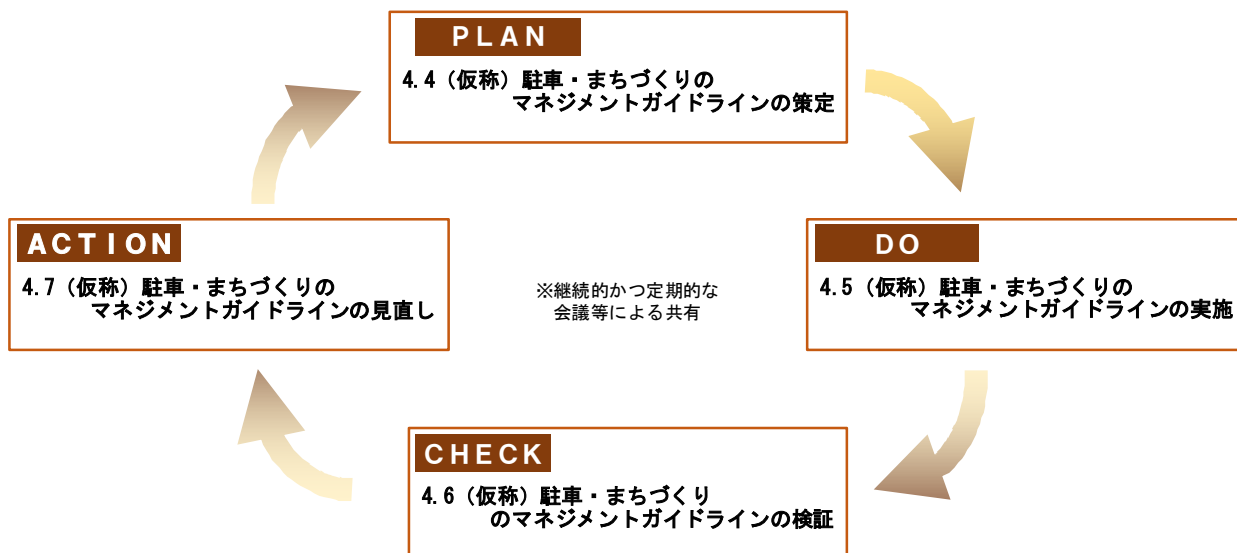 PLAN
4.4（仮称）駐車・まちづくりの
マネジメントガイドラインの策定
ACTION
4.7（仮称）駐車・まちづくりの
マネジメントガイドラインの見直し
※継続的かつ定期的な
会議等による共有
DO
4.5（仮称）駐車・まちづくりの
マネジメントガイドラインの実施
CHECK
4.6（仮称）駐車・まちづくり
のマネジメントガイドラインの検証